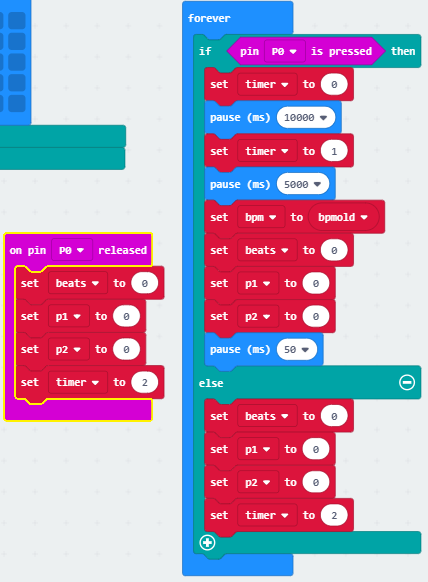 forever
if pin P0 is pressed then
set timer to 0
pause (ms) 10000
set timer to 1
pause (ms) 5000
set bpm to bpmold
set beats to 0
set p1 to 0
set p2 to 0
pause (ms) 50
else
set beats to 0
set p1 to 0
set p2 to 0
set timer to 2
on pin P0 released
set beats to 0
set p1 to 0
set p2 to 0
set timer to 2